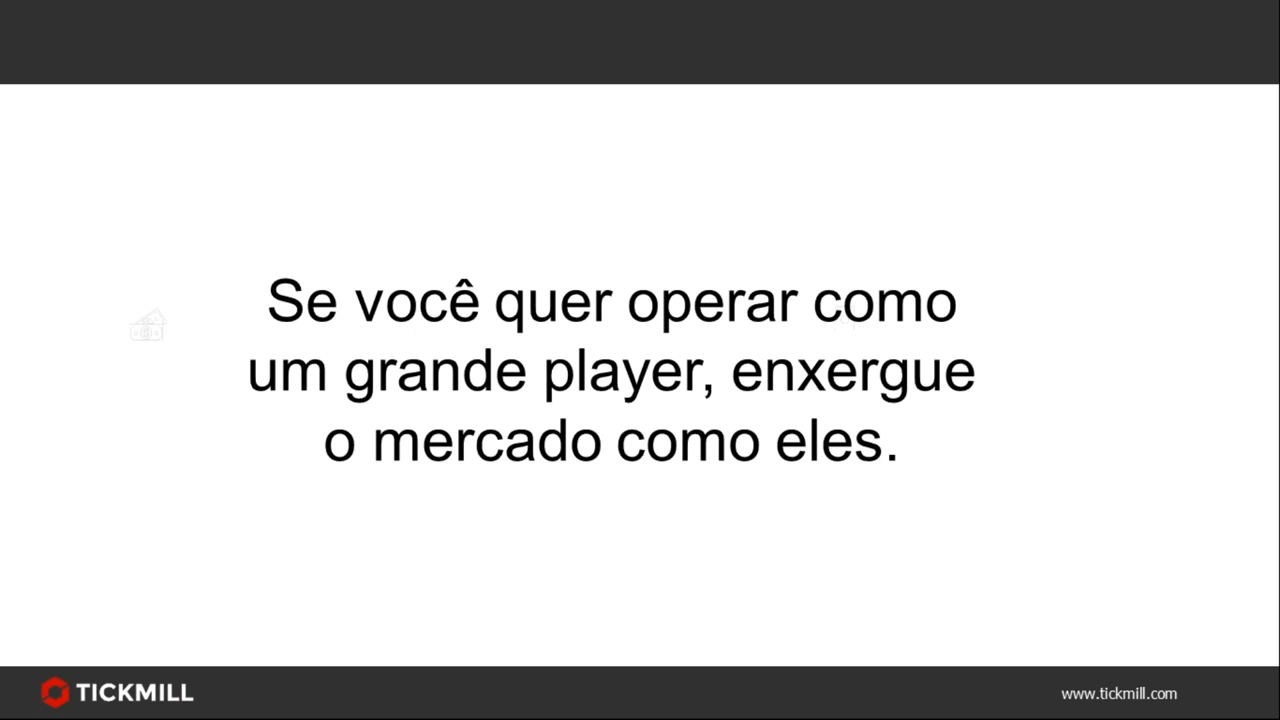 Se você quer operar como
um grande player, enxergue
o mercado como eles.
TICKMILL
www.tickmill.com